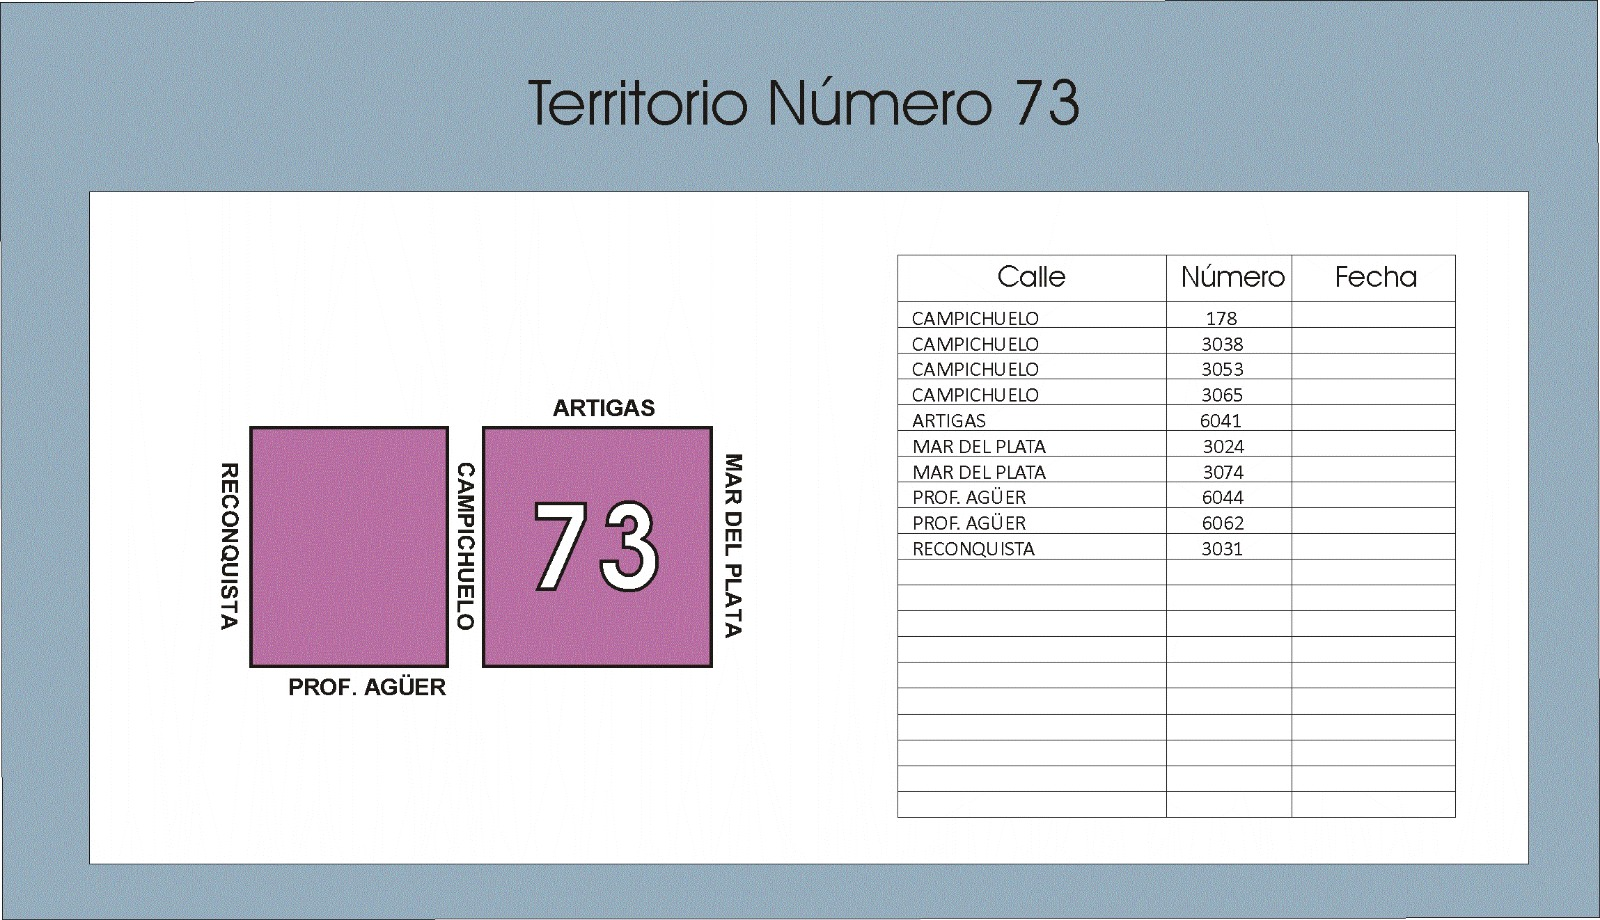 Territorio Número 73
ARTIGAS
RECONQUISTA
CAMPICHUELO
73
MAR DEL PLATA
PROF. AGÜER
Calle Número Fecha
CAMPICHUELO 178
CAMPICHUELO 3038
CAMPICHUELO 3053
CAMPICHUELO 3065
ARTIGAS 6041
MAR DEL PLATA 3024
MAR DEL PLATA 3074
PROF. AGÜER 6044
PROF. AGÜER 6062
RECONQUISTA 3031